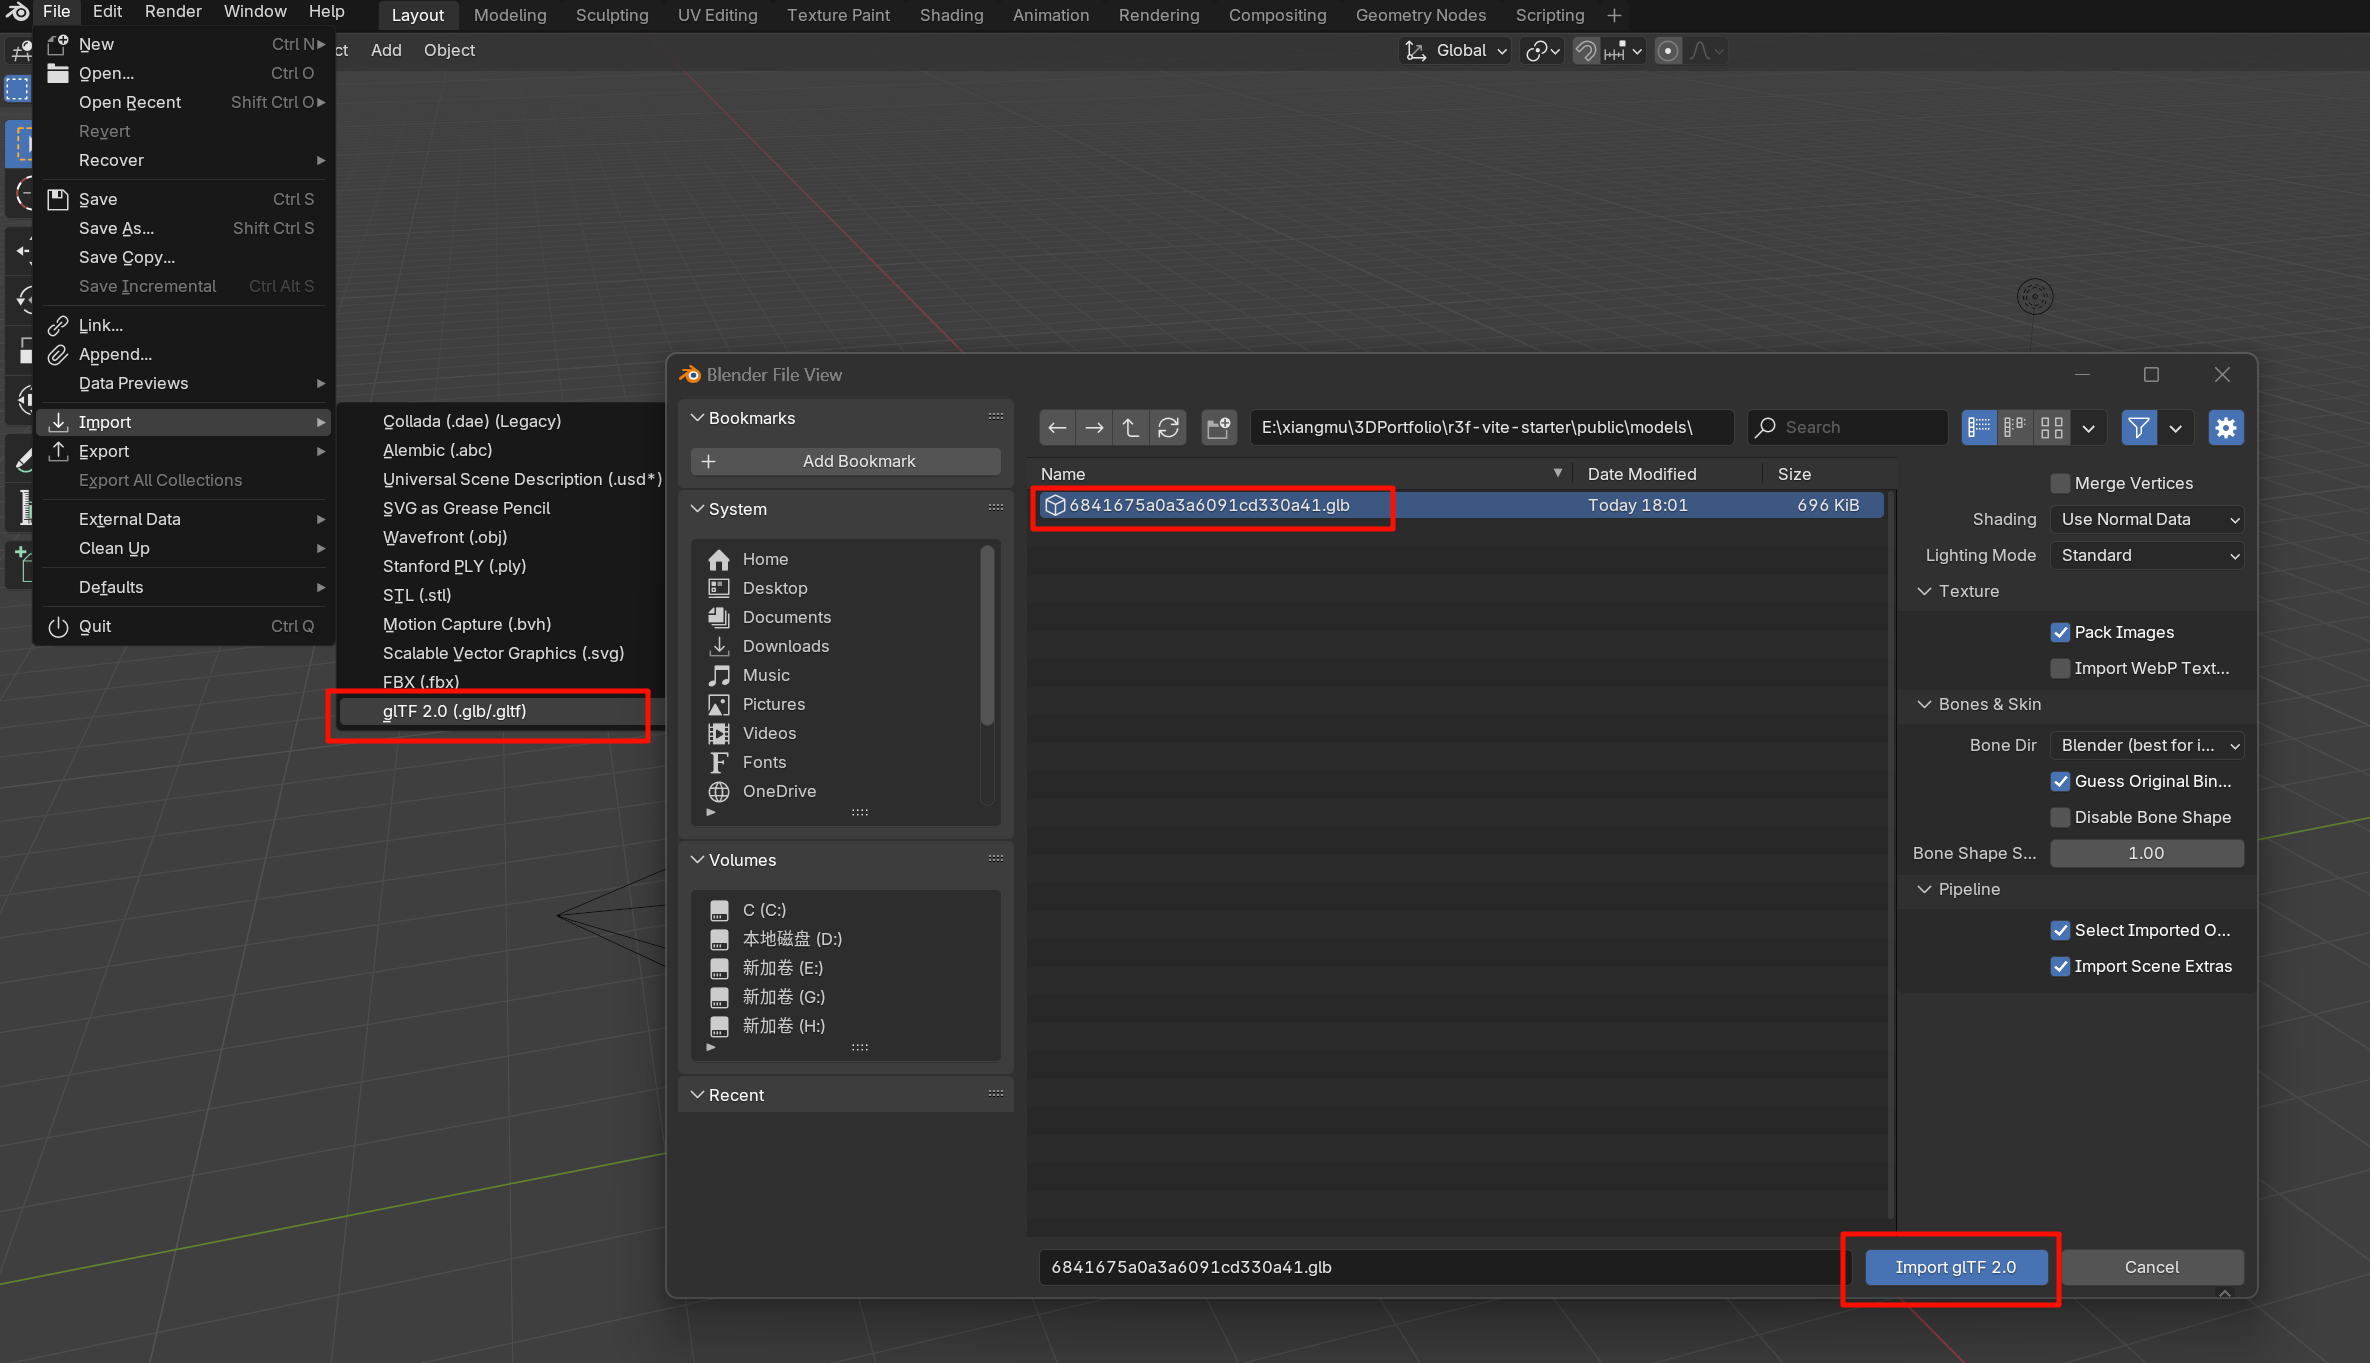 File Edit Render Window Help Layout Modeling Sculpting UV Editing Texture Paint Shading Animation Rendering Compositing Geometry Nodes Scripting
ct Add Object Global
New Ctrl N
Open... Ctrl O
Open Recent Shift Ctrl O
Revert
Recover
Save Ctrl S
Save As... Shift Ctrl S
Save Copy...
Save Incremental Ctrl Alt S
Link...
Append...
Data Previews
Import
Export
Export All Collections
External Data
Clean Up
Defaults
Quit Ctrl Q
Collada (.dae) (Legacy)
Alembic (.abc)
Universal Scene Description (.usd*)
SVG as Grease Pencil
Wavefront (.obj)
Stanford PLY (.ply)
STL (.stl)
Motion Capture (.bvh)
Scalable Vector Graphics (.svg)
FBX (.fbx)
glTF 2.0 (.glb/.gltf)
Blender File View
Bookmarks
Add Bookmark
System
Home
Desktop
Documents
Downloads
Music
Pictures
Videos
Fonts
OneDrive
Volumes
C (C:)
本地磁盘 (D:)
新加卷 (E:)
新加卷 (G:)
新加卷 (H:)
Recent
E:\xiangmu\3DPortfolio\r3f-vite-starter\public\models\
Search
Name Date Modified Size
6841675a0a3a6091cd330a41.glb Today 18:01 696 KiB
Merge Vertices
Shading Use Normal Data
Lighting Mode Standard
Texture
Pack Images
Import WebP Text...
Bones & Skin
Bone Dir Blender (best for i...
Guess Original Bin...
Disable Bone Shape
Bone Shape S... 1.00
Pipeline
Select Imported O...
Import Scene Extras
6841675a0a3a6091cd330a41.glb
Import glTF 2.0
Cancel